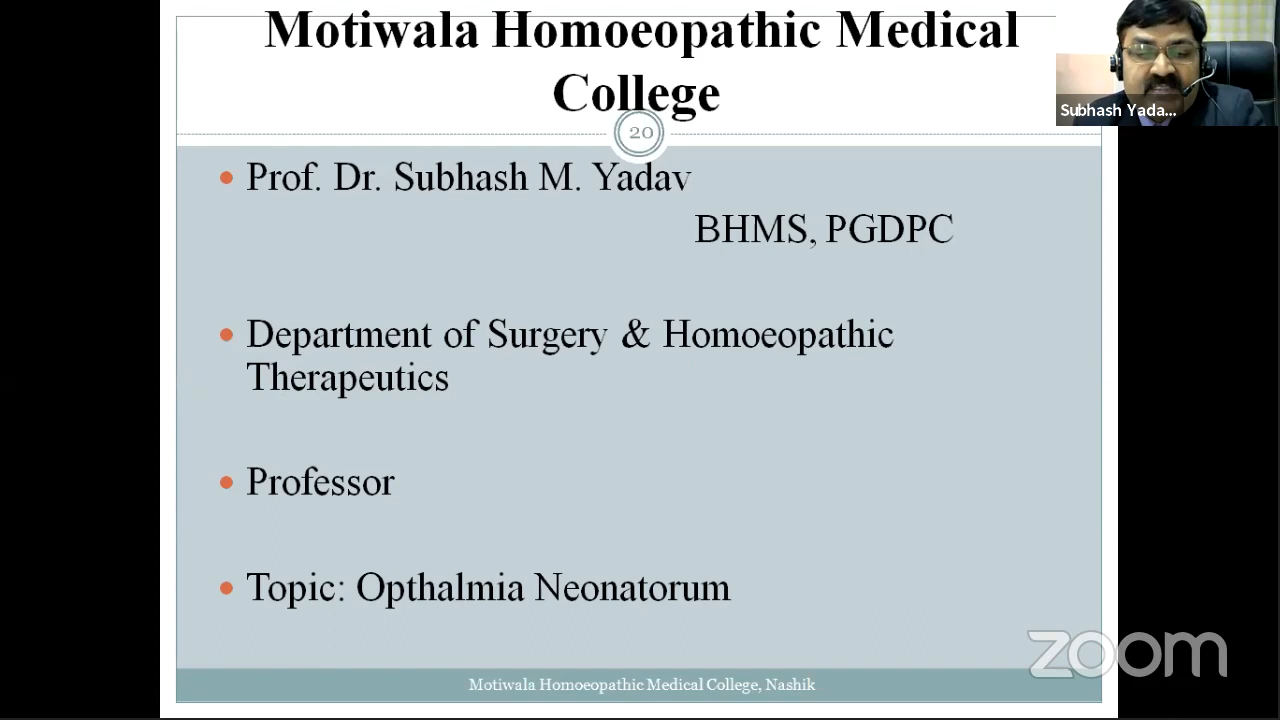 Motiwala Homoeopathic Medical
College
Subhash Yada...
20
Prof. Dr. Subhash M. Yadav
BHMS, PGDPC
Department of Surgery & Homoeopathic
Therapeutics
Professor
Topic: Opthalmia Neonatorum
zoom
Motiwala Homoeopathic Medical College, Nashik